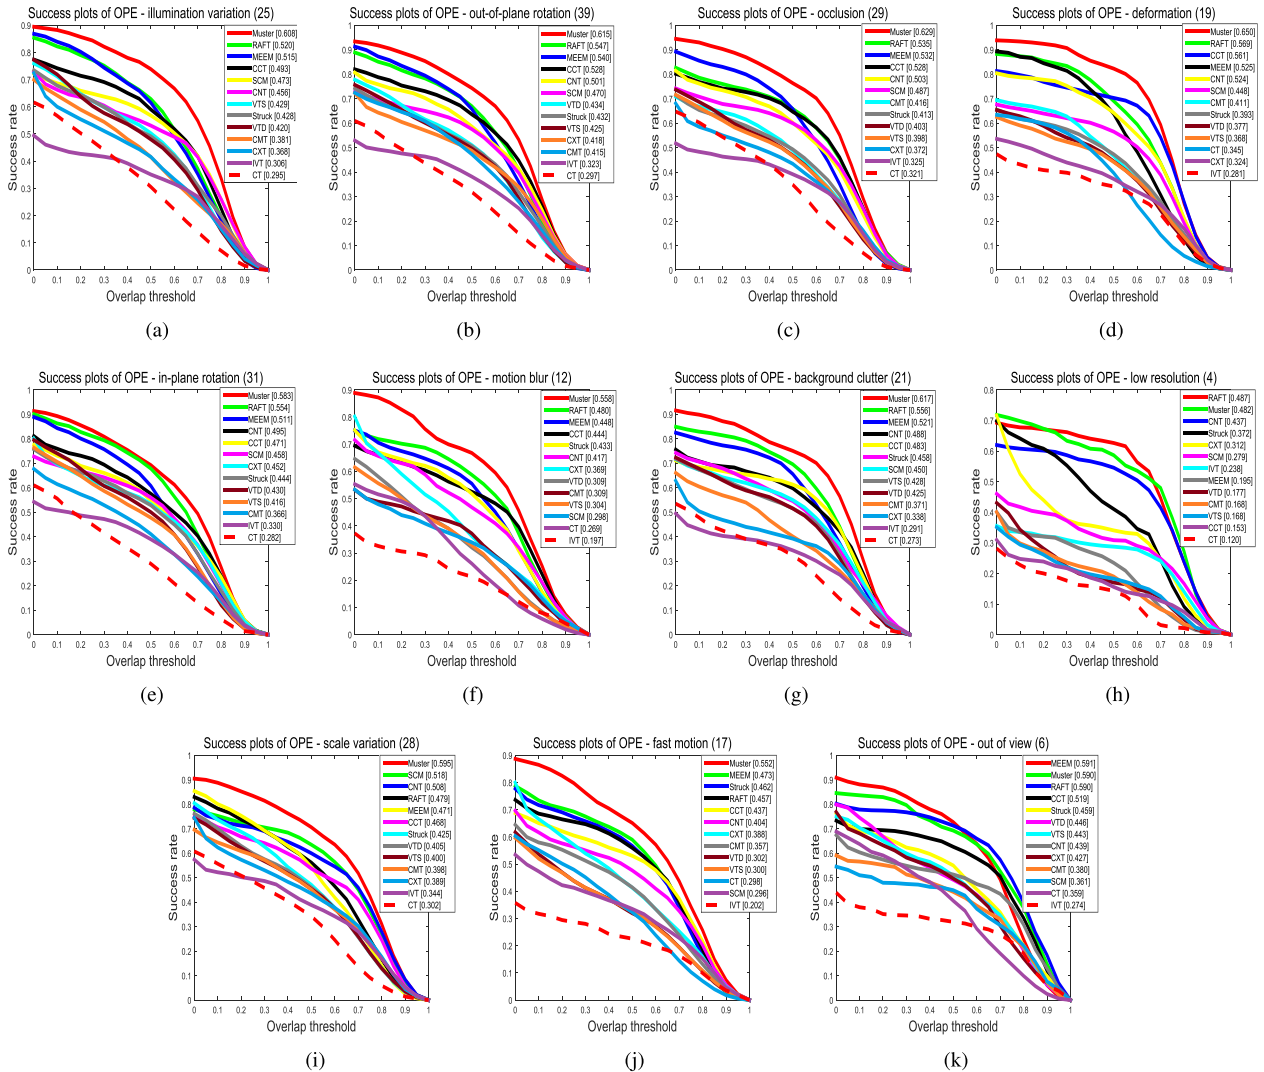 Success plots of OPE - illumination variation (25)
Success rate
Overlap threshold
Muster [0.608]
RAFT [0.520]
MEEM [0.515]
CCT [0.493]
SCM [0.473]
CNT [0.456]
VTS [0.429]
Struck [0.428]
VTD [0.420]
CMT [0.381]
CXT [0.368]
IVT [0.306]
CT [0.295]
(a)
Success plots of OPE - out-of-plane rotation (39)
Success rate
Overlap threshold
Muster [0.615]
RAFT [0.547]
MEEM [0.540]
CCT [0.528]
CNT [0.501]
SCM [0.470]
VTD [0.434]
Struck [0.432]
VTS [0.425]
CXT [0.418]
CMT [0.415]
IVT [0.323]
CT [0.297]
(b)
Success plots of OPE - occlusion (29)
Success rate
Overlap threshold
Muster [0.629]
RAFT [0.535]
MEEM [0.532]
CCT [0.528]
CNT [0.503]
SCM [0.487]
CMT [0.416]
Struck [0.413]
VTD [0.403]
VTS [0.398]
CXT [0.372]
IVT [0.325]
CT [0.321]
(c)
Success plots of OPE - deformation (19)
Success rate
Overlap threshold
Muster [0.650]
RAFT [0.569]
CCT [0.561]
MEEM [0.525]
CNT [0.524]
SCM [0.448]
CMT [0.411]
Struck [0.393]
VTD [0.377]
VTS [0.367]
CT [0.345]
CXT [0.324]
IVT [0.281]
(d)
Success plots of OPE - in-plane rotation (31)
Success rate
Overlap threshold
Muster [0.583]
RAFT [0.554]
MEEM [0.511]
CNT [0.495]
CCT [0.471]
SCM [0.458]
CXT [0.452]
Struck [0.444]
VTD [0.430]
VTS [0.416]
CMT [0.366]
IVT [0.330]
CT [0.282]
(e)
Success plots of OPE - motion blur (12)
Success rate
Overlap threshold
Muster [0.558]
RAFT [0.480]
MEEM [0.448]
CCT [0.444]
Struck [0.433]
CNT [0.417]
CXT [0.369]
VTD [0.309]
CMT [0.309]
VTS [0.304]
SCM [0.298]
CT [0.269]
IVT [0.197]
(f)
Success plots of OPE - background clutter (21)
Success rate
Overlap threshold
Muster [0.617]
RAFT [0.556]
MEEM [0.521]
CNT [0.488]
CCT [0.483]
Struck [0.458]
SCM [0.450]
VTS [0.428]
VTD [0.425]
CMT [0.371]
CXT [0.338]
IVT [0.291]
CT [0.273]
(g)
Success plots of OPE - low resolution (4)
Success rate
Overlap threshold
RAFT [0.487]
Muster [0.482]
CNT [0.437]
Struck [0.372]
CXT [0.312]
SCM [0.279]
IVT [0.238]
MEEM [0.195]
VTD [0.177]
CMT [0.168]
VTS [0.168]
CCT [0.153]
CT [0.120]
(h)
Success plots of OPE - scale variation (28)
Success rate
Overlap threshold
Muster [0.595]
SCM [0.518]
CNT [0.508]
RAFT [0.479]
MEEM [0.471]
CCT [0.468]
Struck [0.425]
VTD [0.405]
VTS [0.400]
CMT [0.398]
CXT [0.389]
IVT [0.344]
CT [0.302]
(i)
Success plots of OPE - fast motion (17)
Success rate
Overlap threshold
Muster [0.552]
MEEM [0.473]
Struck [0.462]
RAFT [0.457]
CCT [0.437]
CNT [0.404]
CXT [0.388]
CMT [0.357]
VTD [0.302]
VTS [0.300]
CT [0.298]
SCM [0.296]
IVT [0.202]
(j)
Success plots of OPE - out of view (6)
Success rate
Overlap threshold
MEEM [0.591]
Muster [0.590]
RAFT [0.590]
CCT [0.519]
Struck [0.459]
VTD [0.446]
VTS [0.443]
CNT [0.439]
CXT [0.427]
CMT [0.380]
SCM [0.361]
CT [0.359]
IVT [0.274]
(k)